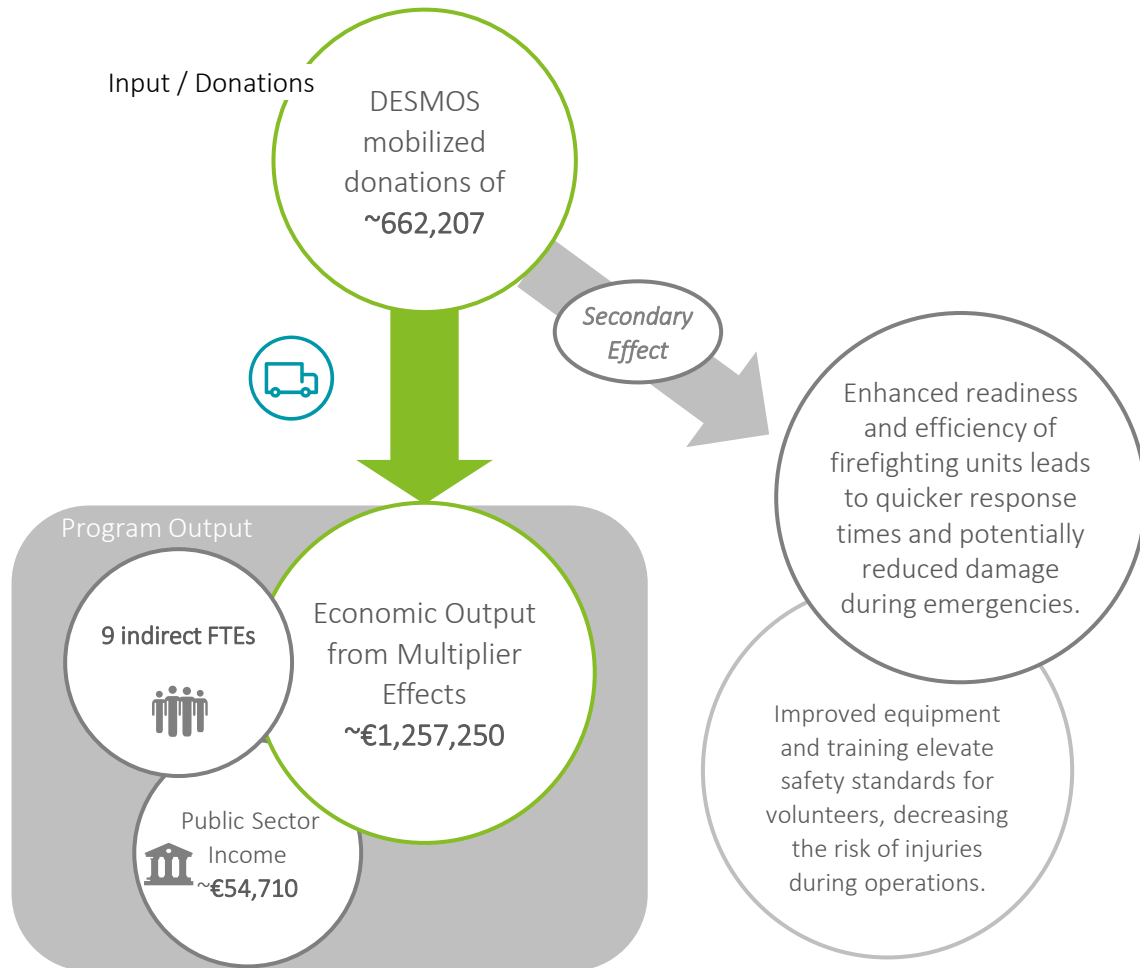 Input / Donations
DESMOS
mobilized
donations of
~662,207
Secondary
Effect
Enhanced readiness
and efficiency of
firefighting units leads
to quicker response
times and potentially
reduced damage
during emergencies.
Program Output
9 indirect FTEs
Economic Output
from Multiplier
Effects
~€1,257,250
Public Sector
Income
~€54,710
Improved equipment
and training elevate
safety standards for
volunteers, decreasing
the risk of injuries
during operations.